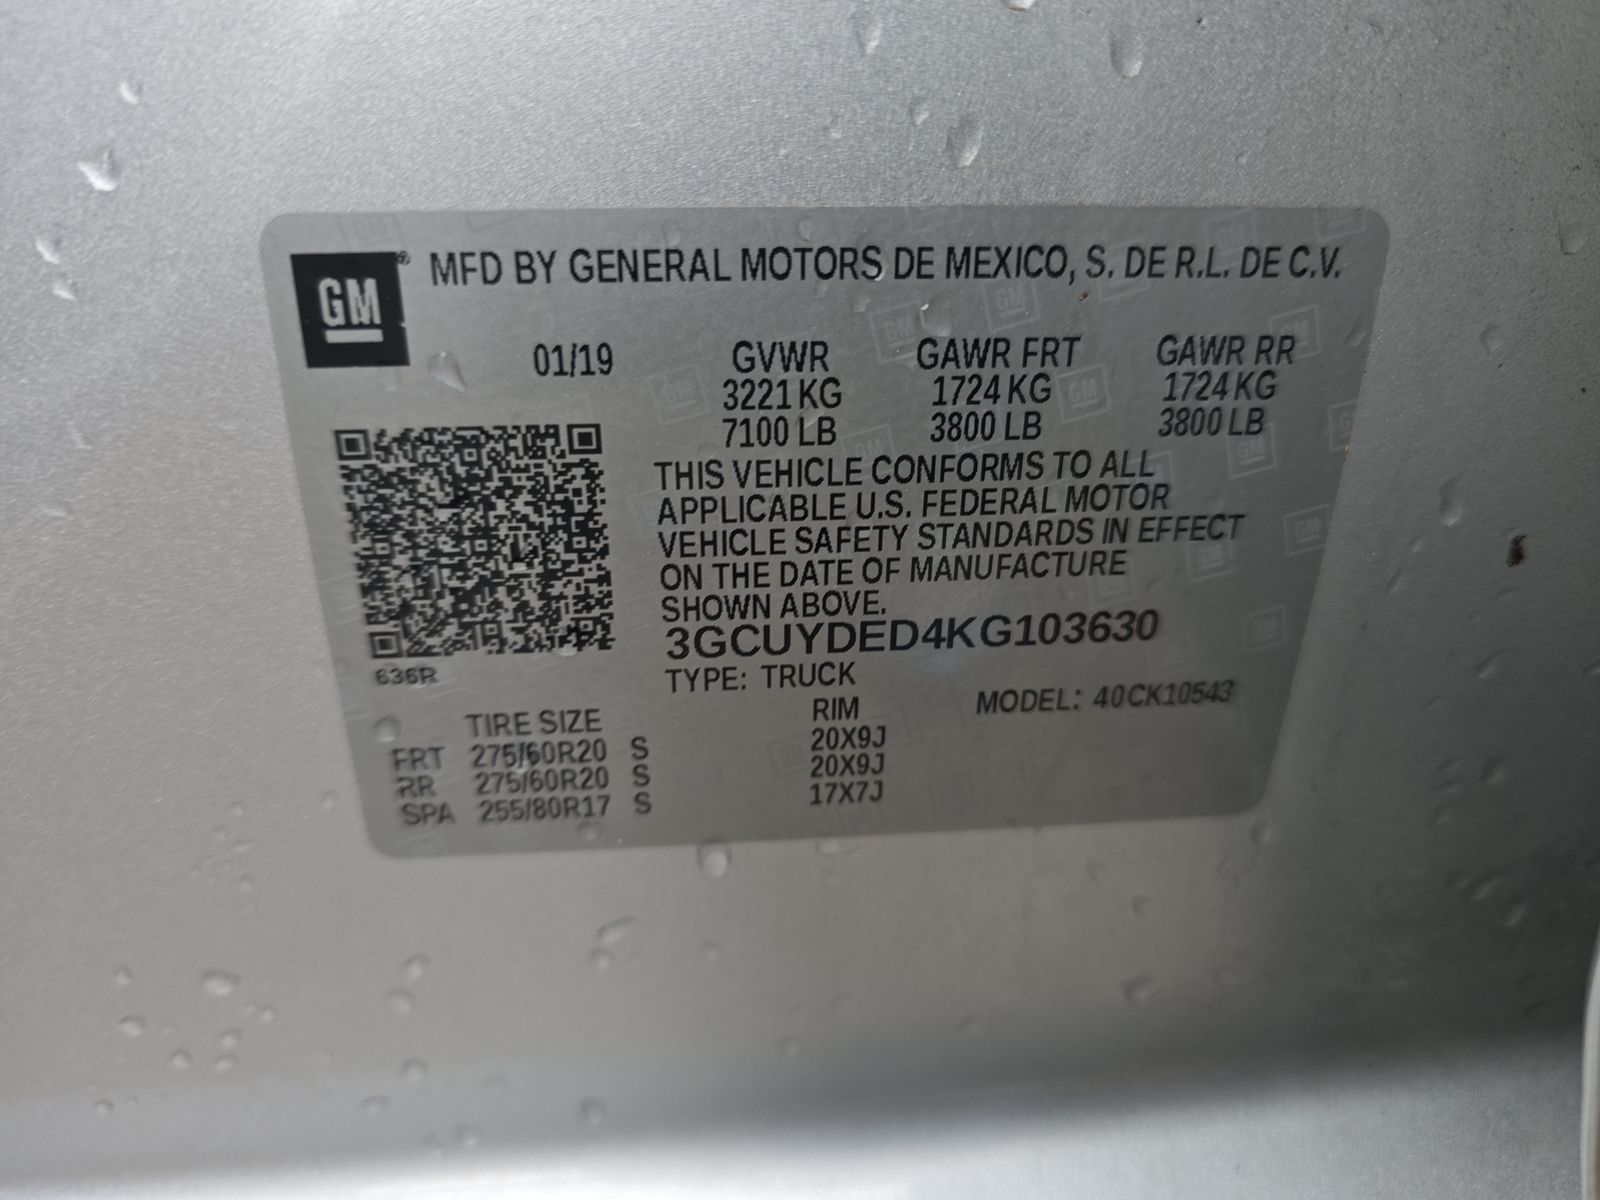 GM® MFD BY GENERAL MOTORS DE MEXICO, S. DE R.L. DE C.V.
01/19 GVWR GAWR FRT GAWR RR
3221 KG 1724 KG 1724 KG
7100 LB 3800 LB 3800 LB
THIS VEHICLE CONFORMS TO ALL
APPLICABLE U.S. FEDERAL MOTOR
VEHICLE SAFETY STANDARDS IN EFFECT
ON THE DATE OF MANUFACTURE
SHOWN ABOVE.
3GCUYDED4KG103630
636R
TYPE: TRUCK
MODEL: 40CK10543
TIRE SIZE RIM
FRT 275/60R20 S 20X9J
RR 275/60R20 S 20X9J
SPA 255/80R17 S 17X7J